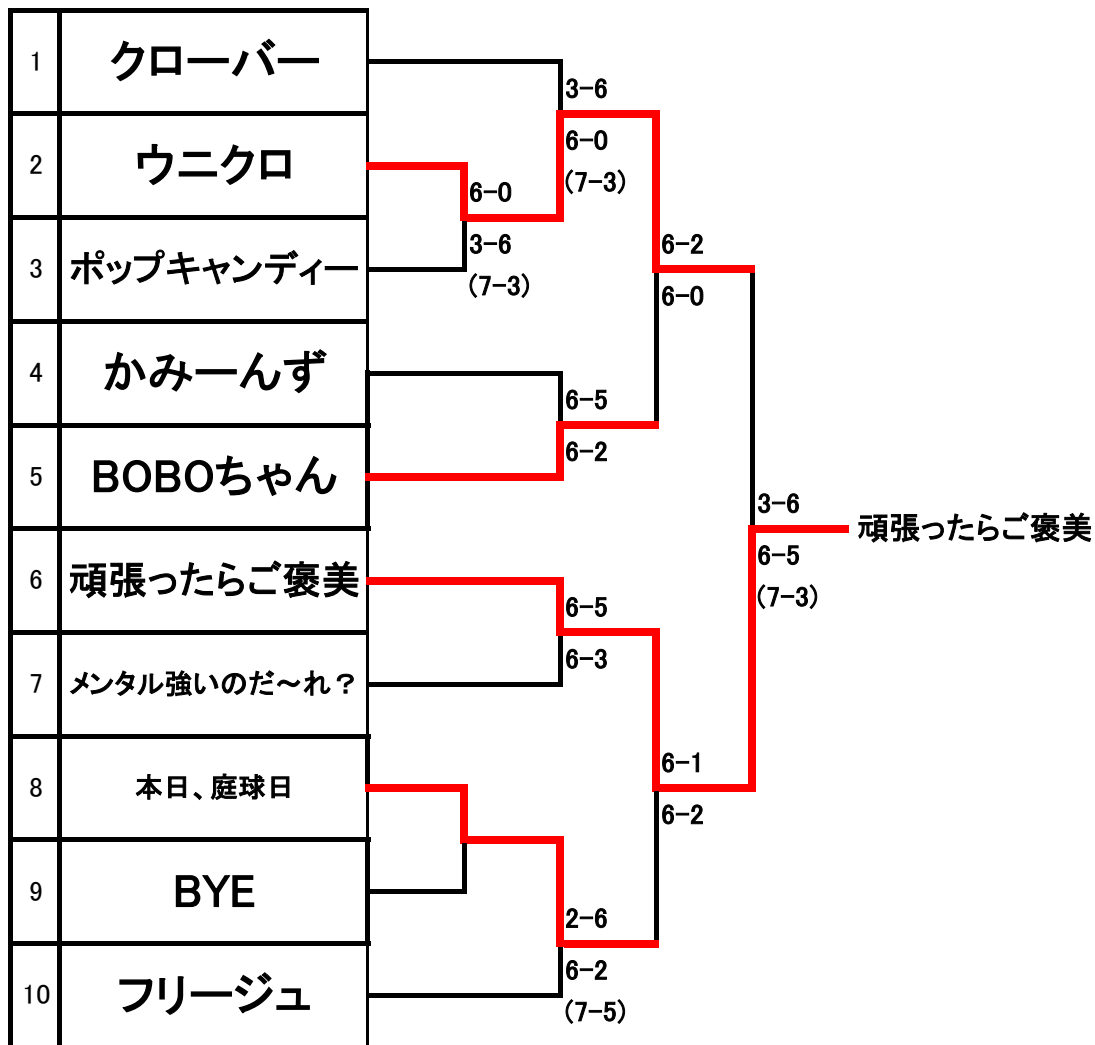 1 クローバー
2 ウニクロ
3 ポップキャンディー
4 かみーんず
5 BOBOちゃん
6 頑張ったらご褒美
7 メンタル強いのだ～れ？
8 本日、庭球日
9 BYE
10 フリージュ
6-0
3-6
(7-3)
3-6
6-0
(7-3)
6-5
6-2
6-5
6-3
2-6
6-2
(7-5)
6-2
6-0
6-1
6-2
3-6
6-5
(7-3)
頑張ったらご褒美